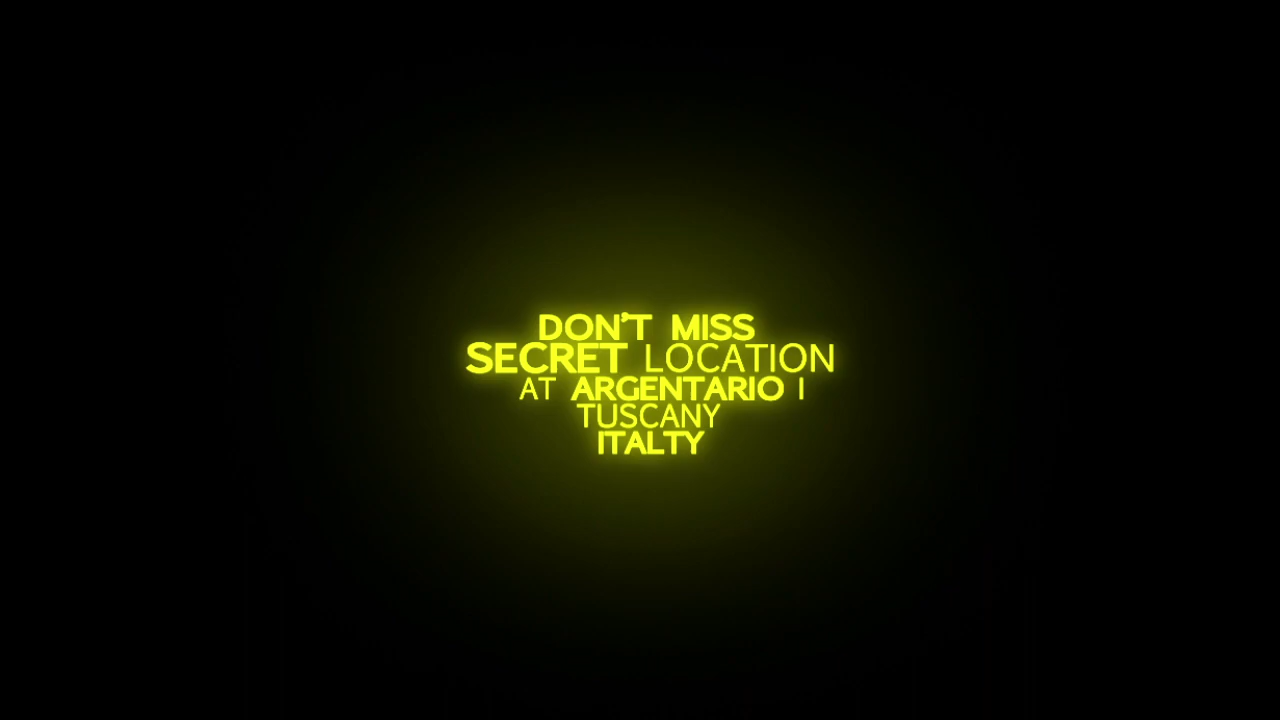 DON'T MISS
SECRET LOCATION
AT ARGENTARIO I
TUSCANY
ITALTY